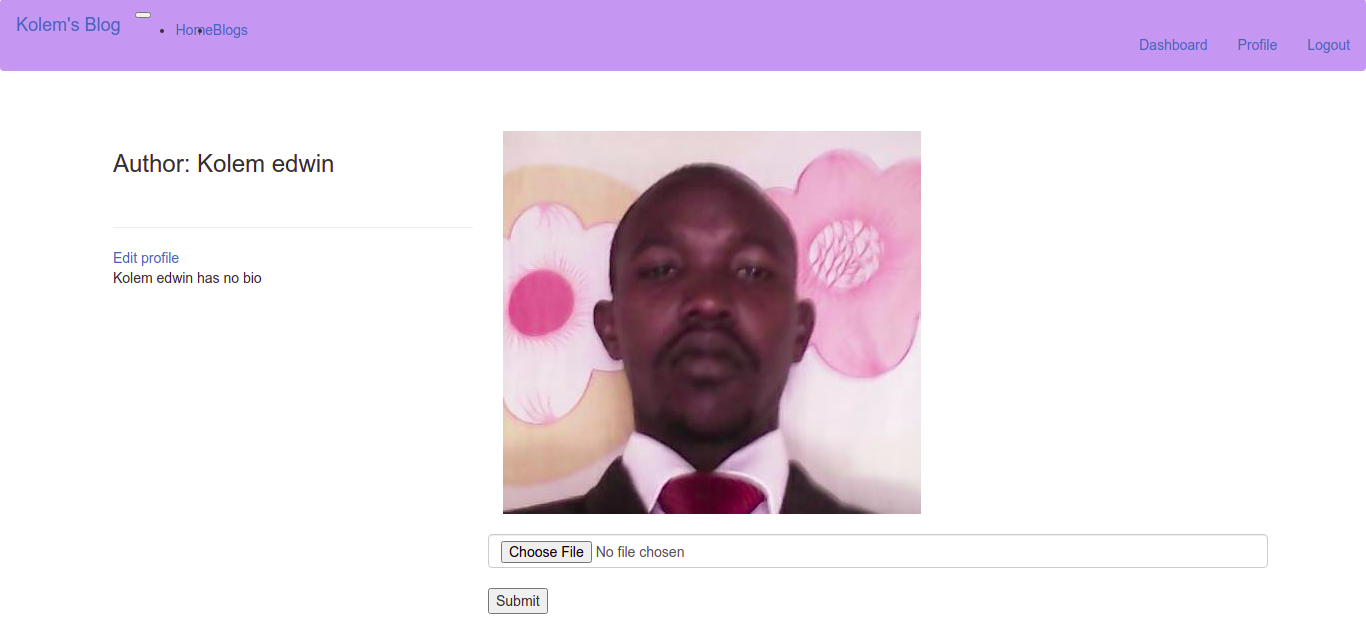 Kolem's Blog
HomeBlogs
Dashboard Profile Logout
Author: Kolem edwin
Edit profile
Kolem edwin has no bio
Choose File No file chosen
Submit